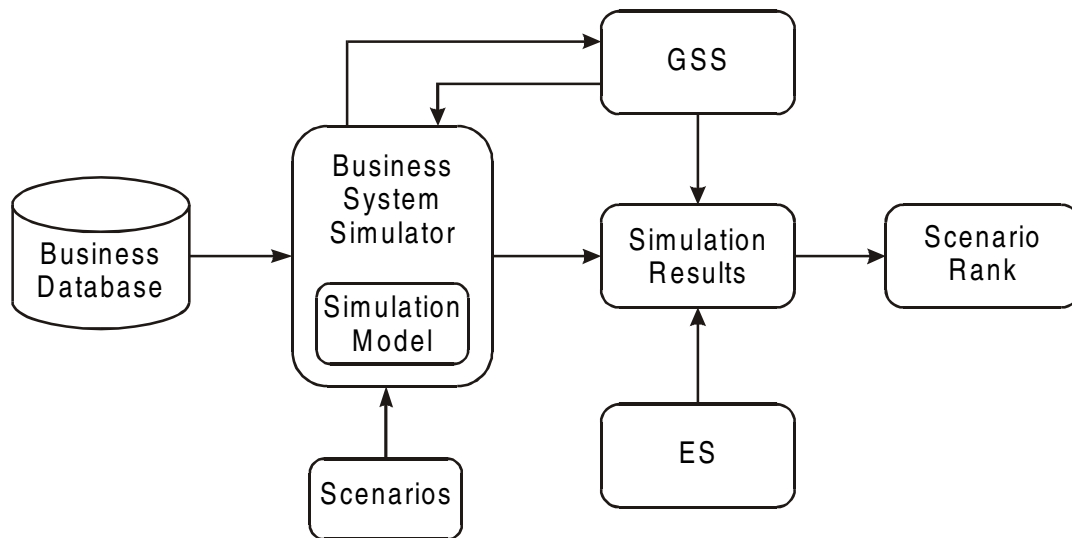 GSS
Business
System
Simulator
Business
Database
Simulation
Results
Scenario
Rank
Simulation
Model
ES
Scenarios